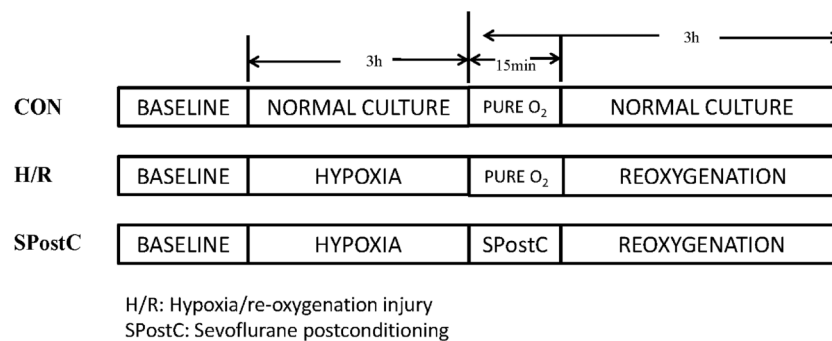 3h
3h
15min
CON BASELINE NORMAL CULTURE PURE O₂ NORMAL CULTURE
H/R BASELINE HYPOXIA PURE O₂ REOXYGENATION
SPostC BASELINE HYPOXIA SPostC REOXYGENATION
H/R: Hypoxia/re-oxygenation injury
SPostC: Sevoflurane postconditioning